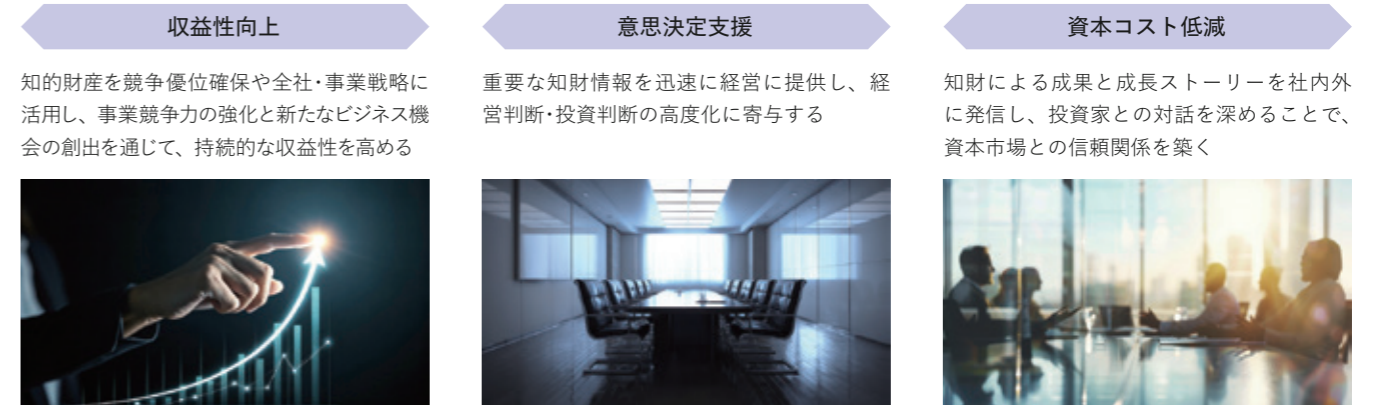 収益性向上
知的財産を競争優位確保や全社・事業戦略に
活用し、事業競争力の強化と新たなビジネス機
会の創出を通じて、持続的な収益性を高める
意思決定支援
重要な知財情報を迅速に経営に提供し、経
営判断・投資判断の高度化に寄与する
資本コスト低減
知財による成果と成長ストーリーを社内外
に発信し、投資家との対話を深めることで、
資本市場との信頼関係を築く